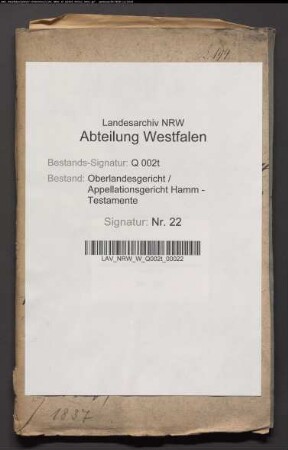 Landesarchiv NRW
Abteilung Westfalen
Bestands-Signatur: Q 002t
Bestand: Oberlandesgericht /
Appellationsgericht Hamm -
Testamente
Signatur: Nr. 22
LAV_NRW_W_Q002t_00022
1837